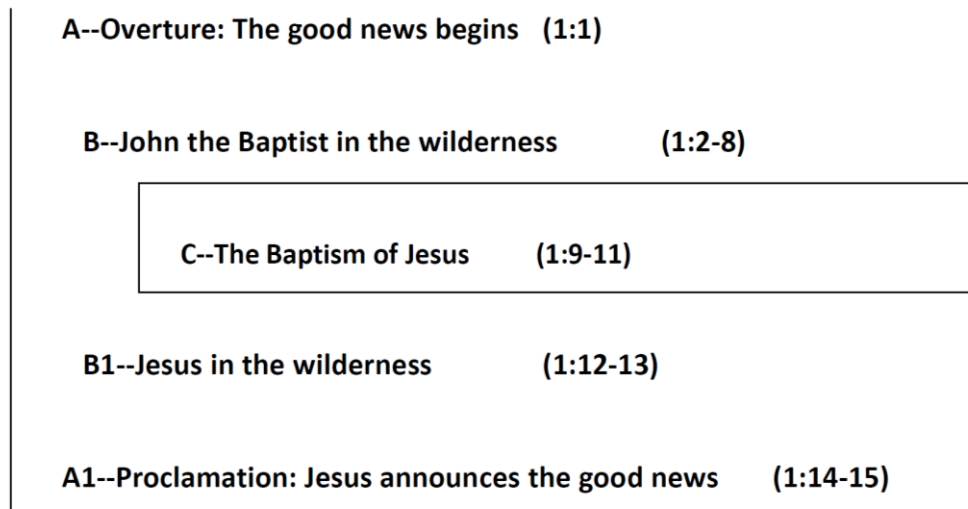 A--Overture: The good news begins (1:1)
B--John the Baptist in the wilderness (1:2-8)
C--The Baptism of Jesus (1:9-11)
B1--Jesus in the wilderness (1:12-13)
A1--Proclamation: Jesus announces the good news (1:14-15)